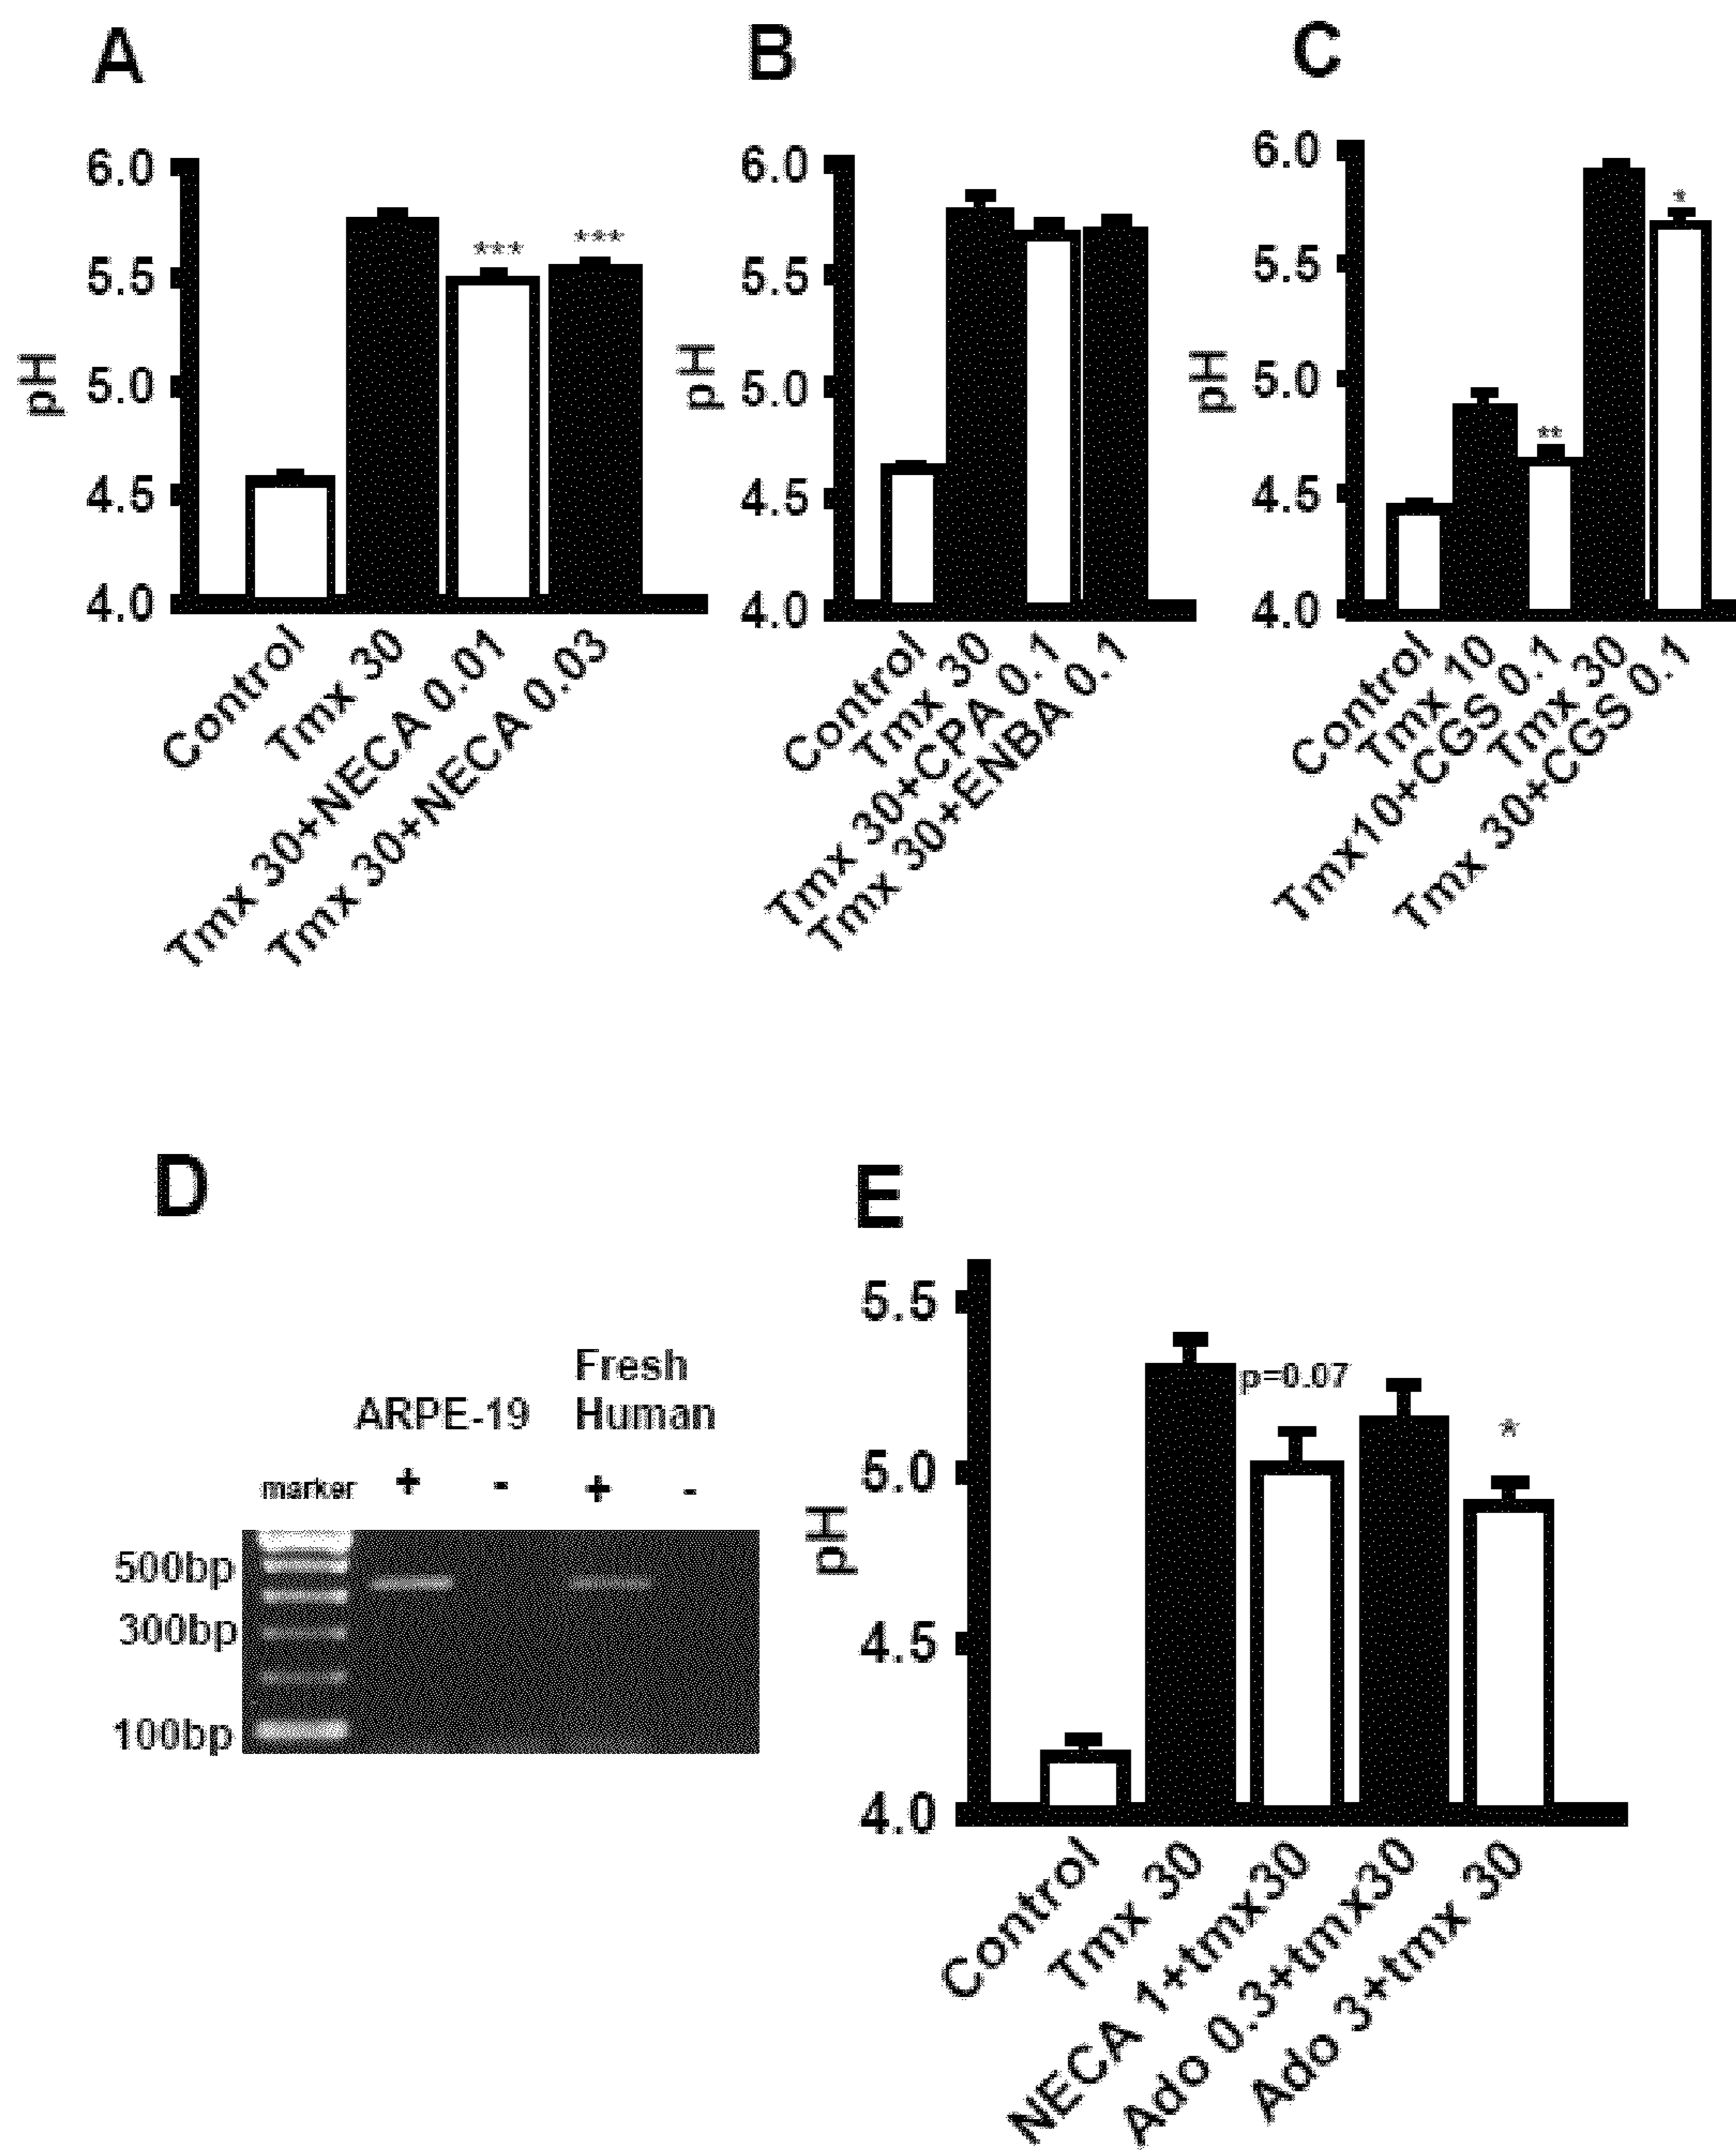 A
B
C
6.0
5.5
5.0
4.5
4.0
pH
***
***
Control
Tmx 30
Tmx 30+NECA 0.01
Tmx 30+NECA 0.03
6.0
5.5
5.0
4.5
4.0
pH
Control
Tmx 30
Tmx 30+CPA 0.1
Tmx 30+ENBA 0.1
6.0
5.5
5.0
4.5
4.0
pH
**
*
Control
Tmx 10
Tmx10+CGS 0.1
Tmx 30
Tmx 30+CGS 0.1
D
Fresh
ARPE-19 Human
marker + - + -
500bp
300bp
100bp
E
5.5
5.0
4.5
4.0
pH
p=0.07
*
Control
Tmx 30
NECA 1+tmx30
Ado 0.3+tmx30
Ado 3+tmx 30